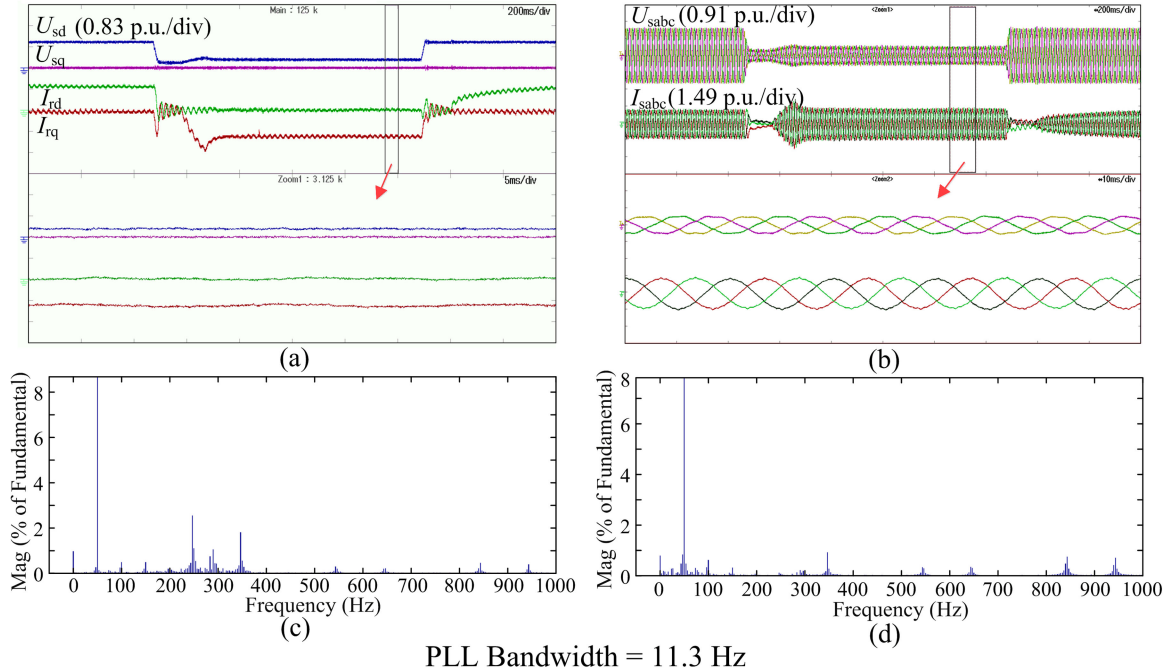 Main : 125 k
200ms/div
Usd (0.83 p.u./div)
Usq
Ird
Irq
Zoom1 : 3.125 k
5ms/div
(a)
<Zoom1>
200ms/div
Usabc (0.91 p.u./div)
Isabc (1.49 p.u./div)
<Zoom2>
10ms/div
(b)
Mag (% of Fundamental)
8
6
4
2
0
0 100 200 300 400 500 600 700 800 900 1000
Frequency (Hz)
(c)
Mag (% of Fundamental)
8
6
4
2
0
0 100 200 300 400 500 600 700 800 900 1000
Frequency (Hz)
(d)
PLL Bandwidth = 11.3 Hz